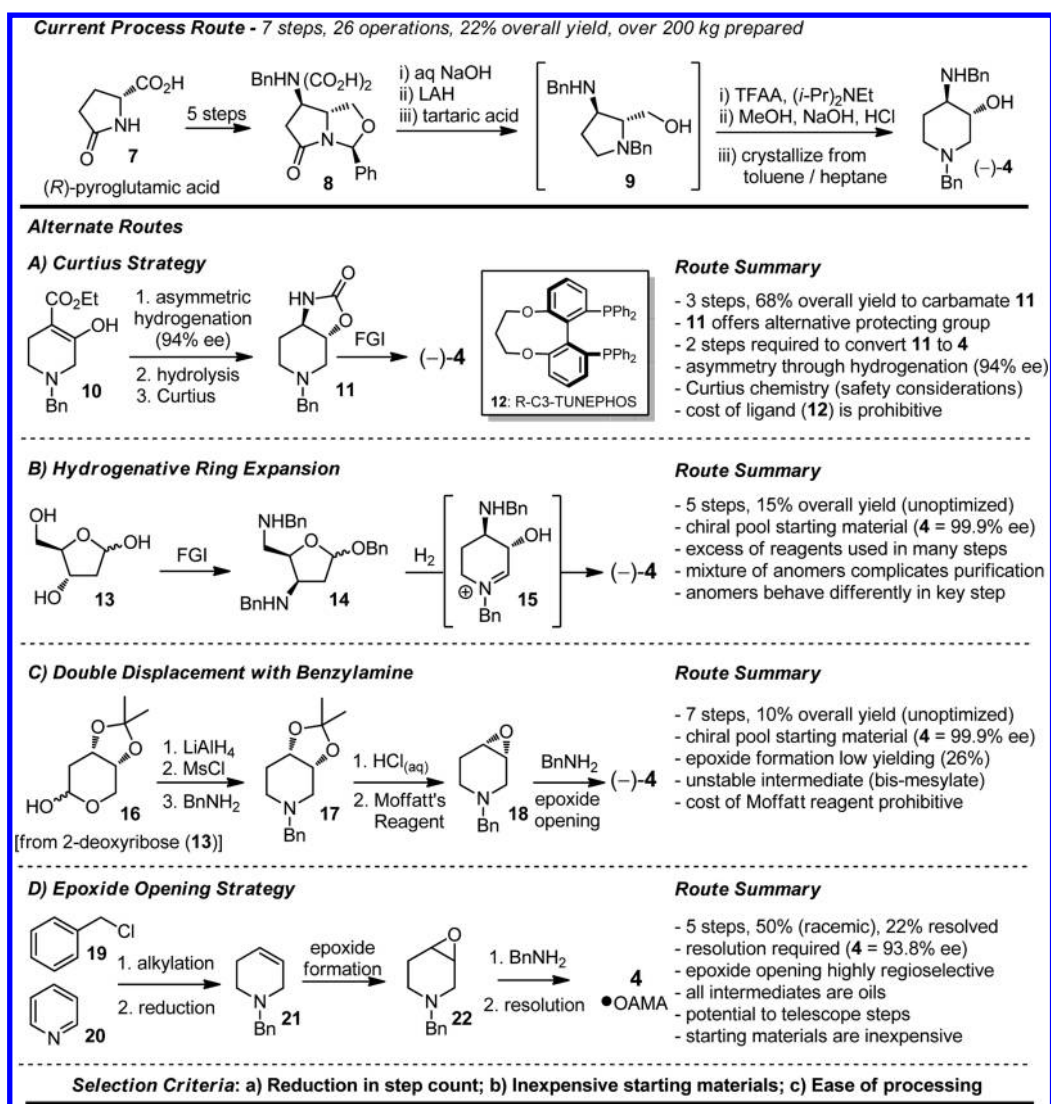 Current Process Route - 7 steps, 26 operations, 22% overall yield, over 200 kg prepared
CO2H
N
H
O
7
(R)-pyroglutamic acid
5 steps
BnHN
(CO2H)2
O
N
O
Ph
8
i) aq NaOH
ii) LAH
iii) tartaric acid
BnHN
OH
N
Bn
9
i) TFAA, (i-Pr)2NEt
ii) MeOH, NaOH, HCl
iii) crystallize from
toluene / heptane
NHBn
OH
N
Bn
(−)-4
Alternate Routes
A) Curtius Strategy
CO2Et
OH
N
Bn
10
1. asymmetric
hydrogenation
(94% ee)
2. hydrolysis
3. Curtius
O
HN
O
N
Bn
11
FGI
(−)-4
O
O
PPh2
PPh2
12: R-C3-TUNEPHOS
Route Summary
- 3 steps, 68% overall yield to carbamate 11
- 11 offers alternative protecting group
- 2 steps required to convert 11 to 4
- asymmetry through hydrogenation (94% ee)
- Curtius chemistry (safety considerations)
- cost of ligand (12) is prohibitive
B) Hydrogenative Ring Expansion
OH
O
OH
HO
13
FGI
NHBn
O
OBn
BnHN
14
H2
NHBn
OH
N
⊕
Bn
15
(−)-4
Route Summary
- 5 steps, 15% overall yield (unoptimized)
- chiral pool starting material (4 = 99.9% ee)
- excess of reagents used in many steps
- mixture of anomers complicates purification
- anomers behave differently in key step
C) Double Displacement with Benzylamine
O
O
HO
O
16
[from 2-deoxyribose (13)]
1. LiAlH4
2. MsCl
3. BnNH2
O
O
N
Bn
17
1. HCl(aq)
2. Moffatt's
Reagent
O
N
Bn
18
BnNH2
epoxide
opening
(−)-4
Route Summary
- 7 steps, 10% overall yield (unoptimized)
- chiral pool starting material (4 = 99.9% ee)
- epoxide formation low yielding (26%)
- unstable intermediate (bis-mesylate)
- cost of Moffatt reagent prohibitive
D) Epoxide Opening Strategy
Cl
19
N
20
1. alkylation
2. reduction
N
Bn
21
epoxide
formation
O
N
Bn
22
1. BnNH2
2. resolution
4
●OAMA
Route Summary
- 5 steps, 50% (racemic), 22% resolved
- resolution required (4 = 93.8% ee)
- epoxide opening highly regioselective
- all intermediates are oils
- potential to telescope steps
- starting materials are inexpensive
Selection Criteria: a) Reduction in step count; b) Inexpensive starting materials; c) Ease of processing